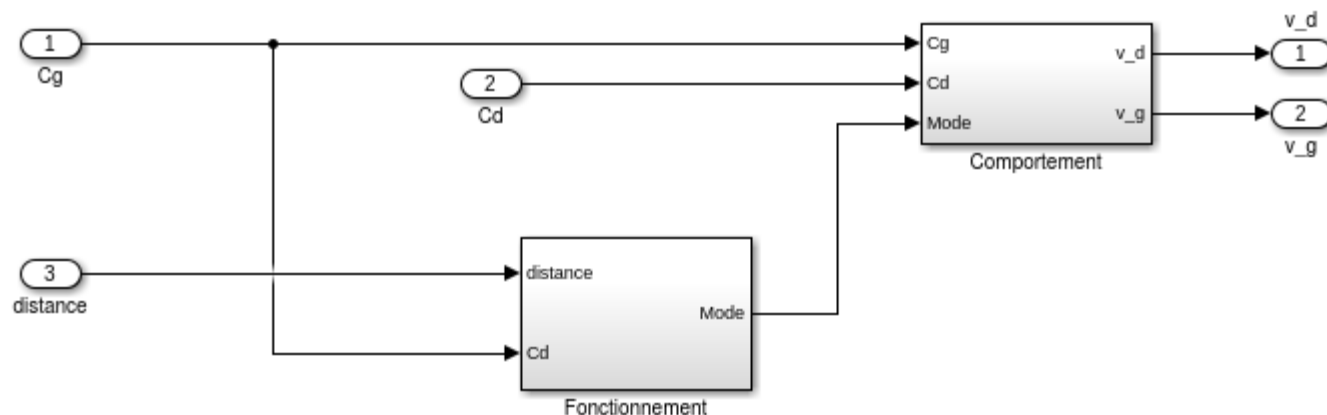 1
Cg
2
Cd
3
distance
Cg
Cd
Mode
v_d
v_g
Comportement
v_d
1
2
v_g
distance
Cd
Mode
Fonctionnement